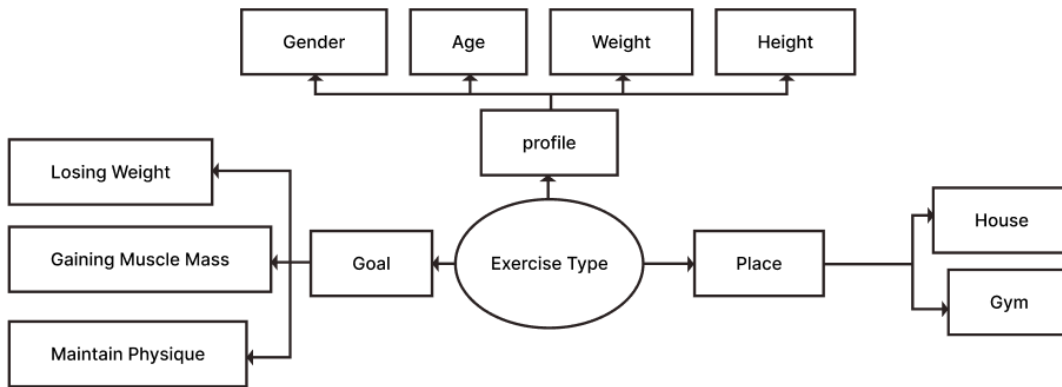 Gender
Age
Weight
Height
profile
Losing Weight
Gaining Muscle Mass
Maintain Physique
Goal
Exercise Type
Place
House
Gym